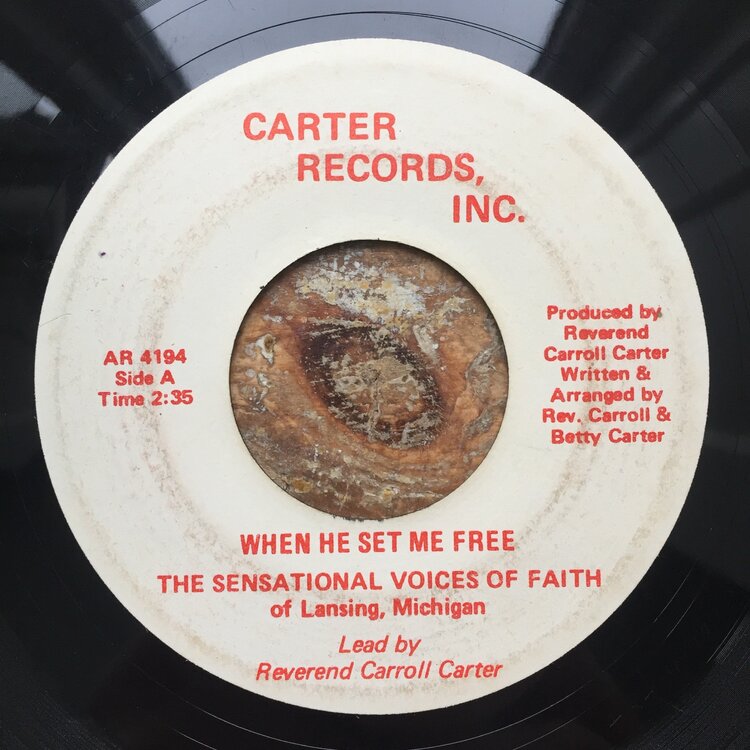 CARTER
RECORDS,
INC.
AR 4194
Side A
Time 2:35
Produced by
Reverend
Carroll Carter
Written &
Arranged by
Rev. Carroll &
Betty Carter
WHEN HE SET ME FREE
THE SENSATIONAL VOICES OF FAITH
of Lansing, Michigan
Lead by
Reverend Carroll Carter